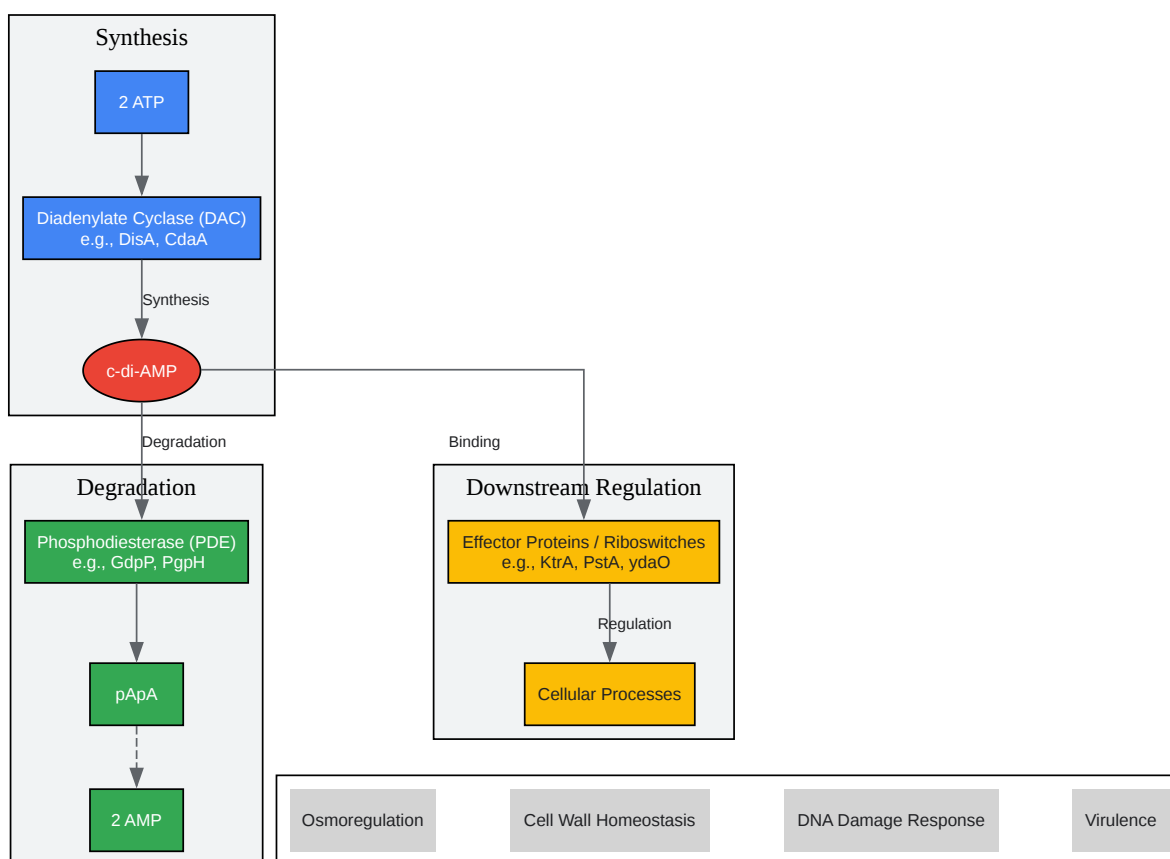 Synthesis
2 ATP
Diadenylate Cyclase (DAC)
e.g., DisA, CdaA
Synthesis
c-di-AMP
Degradation
Binding
Degradation
Phosphodiesterase (PDE)
e.g., GdpP, PgpH
pApA
2 AMP
Downstream Regulation
Effector Proteins / Riboswitches
e.g., KtrA, PstA, ydaO
Regulation
Cellular Processes
Osmoregulation
Cell Wall Homeostasis
DNA Damage Response
Virulence